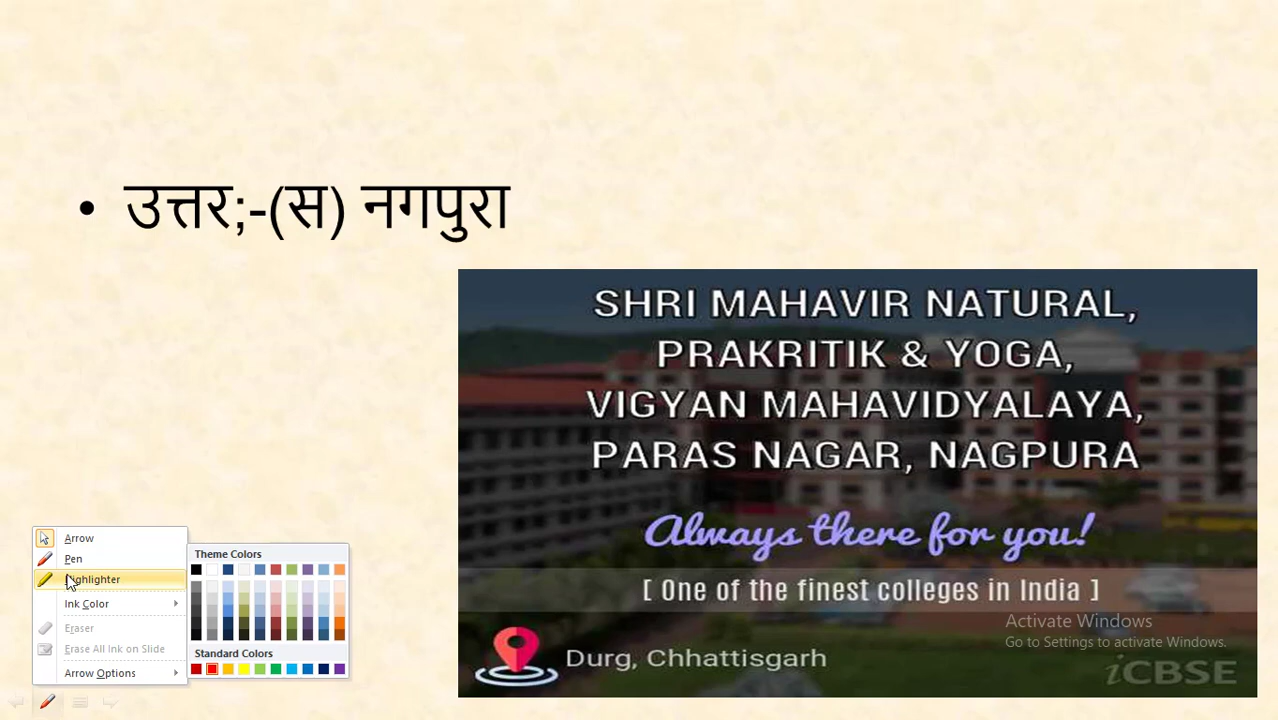 • उत्तर;-(स) नगपुरा
SHRI MAHAVIR NATURAL,
PRAKRITIK & YOGA,
VIGYAN MAHAVIDYALAYA,
PARAS NAGAR, NAGPURA
Always there for you!
[ One of the finest colleges in India ]
Durg, Chhattisgarh
Activate Windows
Go to Settings to activate Windows.
iCBSE
Arrow
Pen
Highlighter
Ink Color
Eraser
Erase All Ink on Slide
Arrow Options
Theme Colors
Standard Colors